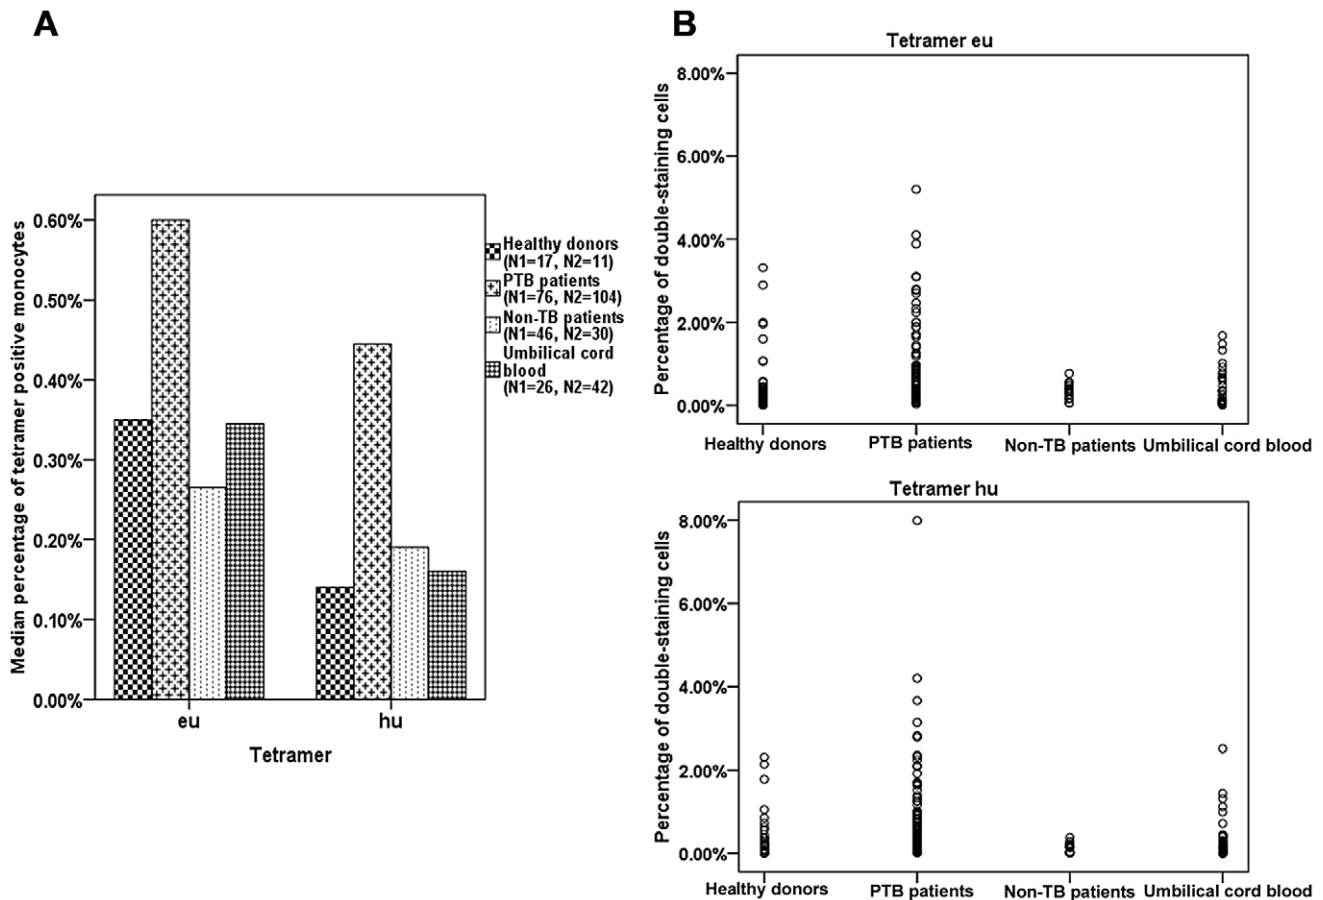 A
Median percentage of tetramer positive monocytes
0.60%
0.50%
0.40%
0.30%
0.20%
0.10%
0.00%
eu
hu
Tetramer
Healthy donors
(N1=17, N2=11)
PTB patients
(N1=76, N2=104)
Non-TB patients
(N1=46, N2=30)
Umbilical cord
blood
(N1=26, N2=42)
B
Tetramer eu
Percentage of double-staining cells
8.00%
6.00%
4.00%
2.00%
0.00%
Healthy donors
PTB patients
Non-TB patients
Umbilical cord blood
Tetramer hu
Percentage of double-staining cells
8.00%
6.00%
4.00%
2.00%
0.00%
Healthy donors
PTB patients
Non-TB patients
Umbilical cord blood